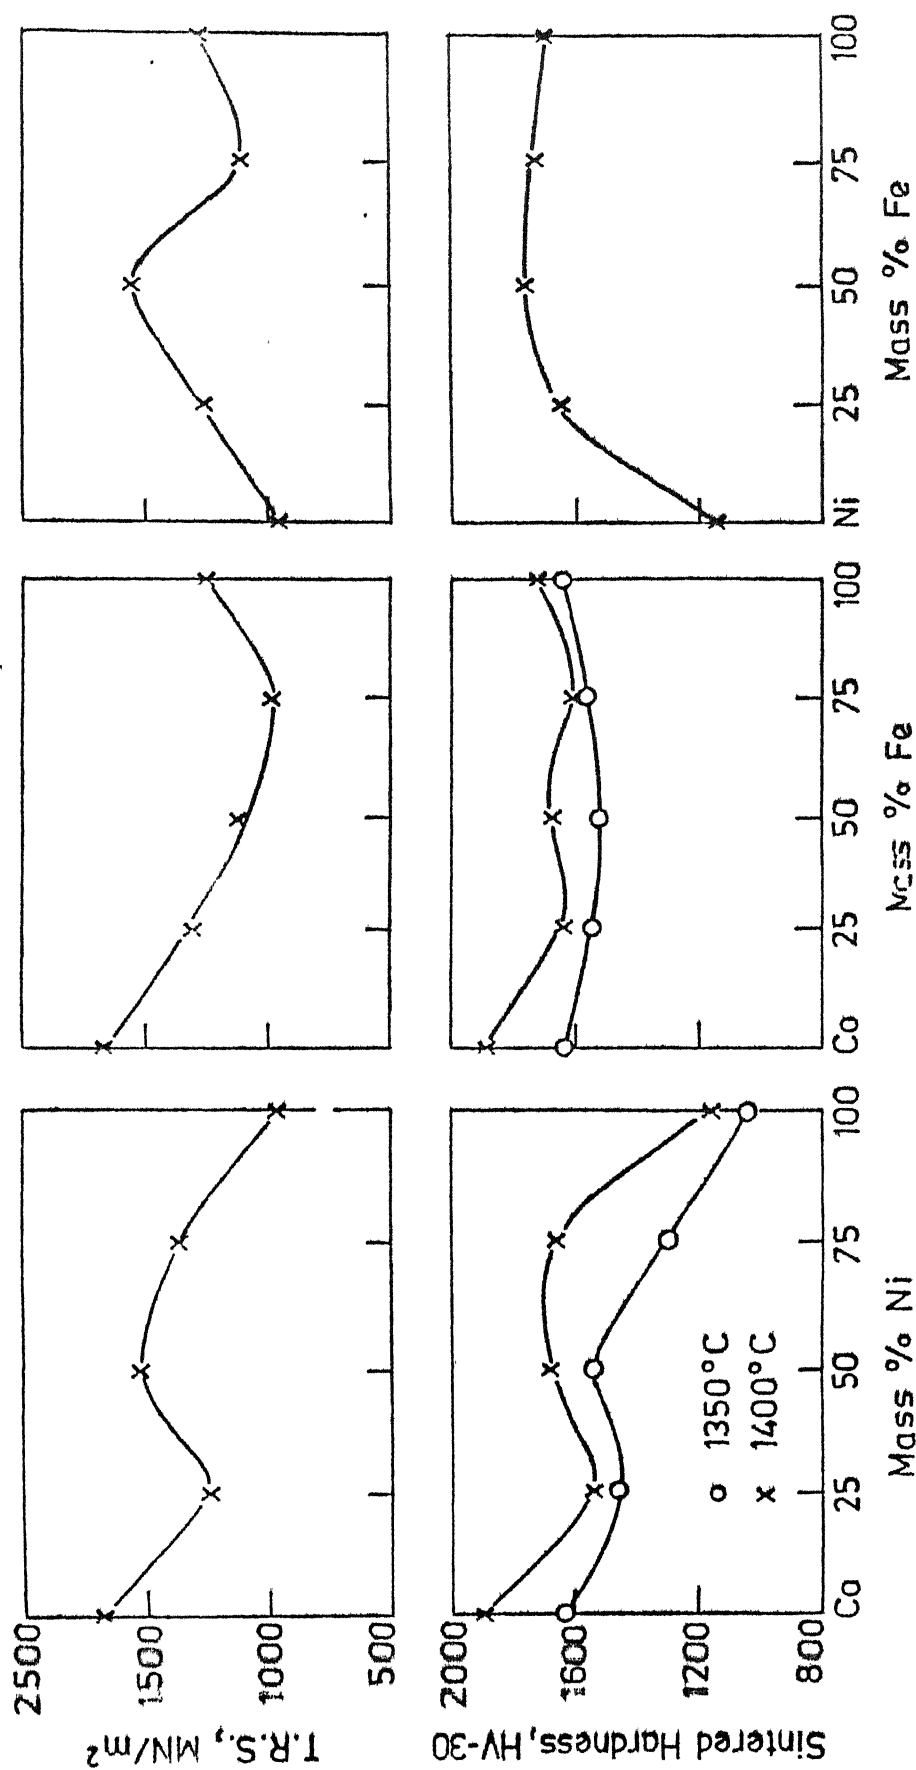 T.R.S., MN/m²
2500
1500
1000
500
Sintered Hardness, HV-30
2000
1600
1200
800
o 1350°C
x 1400°C
Co 25 50 75 100
Mass % Ni
Co 25 50 75 100
% Fe
Ni 25 50 75 100
Mass % Fe